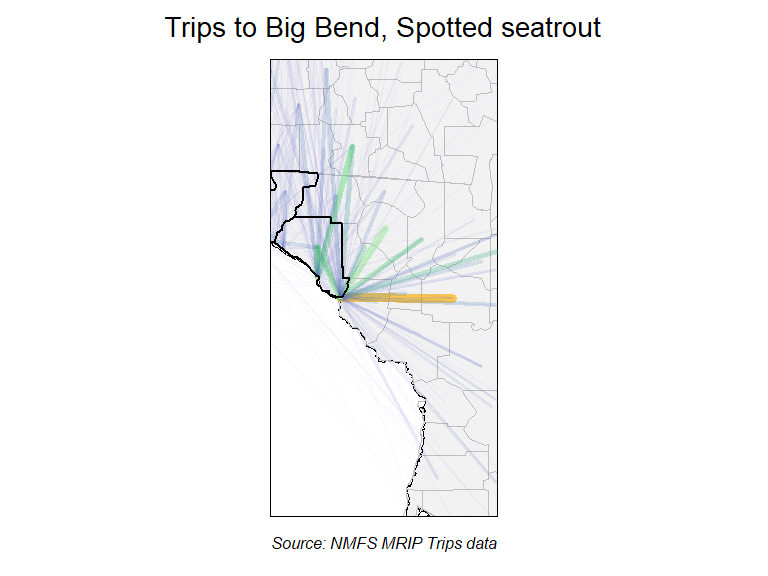 Trips to Big Bend, Spotted seatrout
Source: NMFS MRIP Trips data